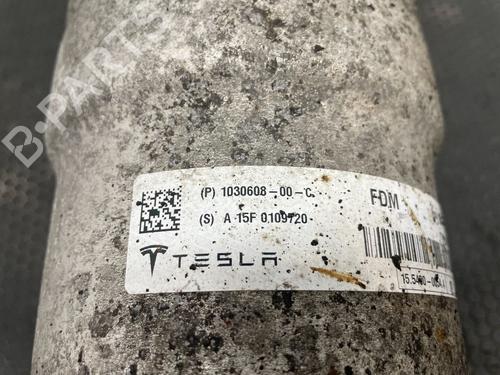 B-PARTS
(P) 1030608-00-C
(S) A 15F 0109720
TESLA
FDM